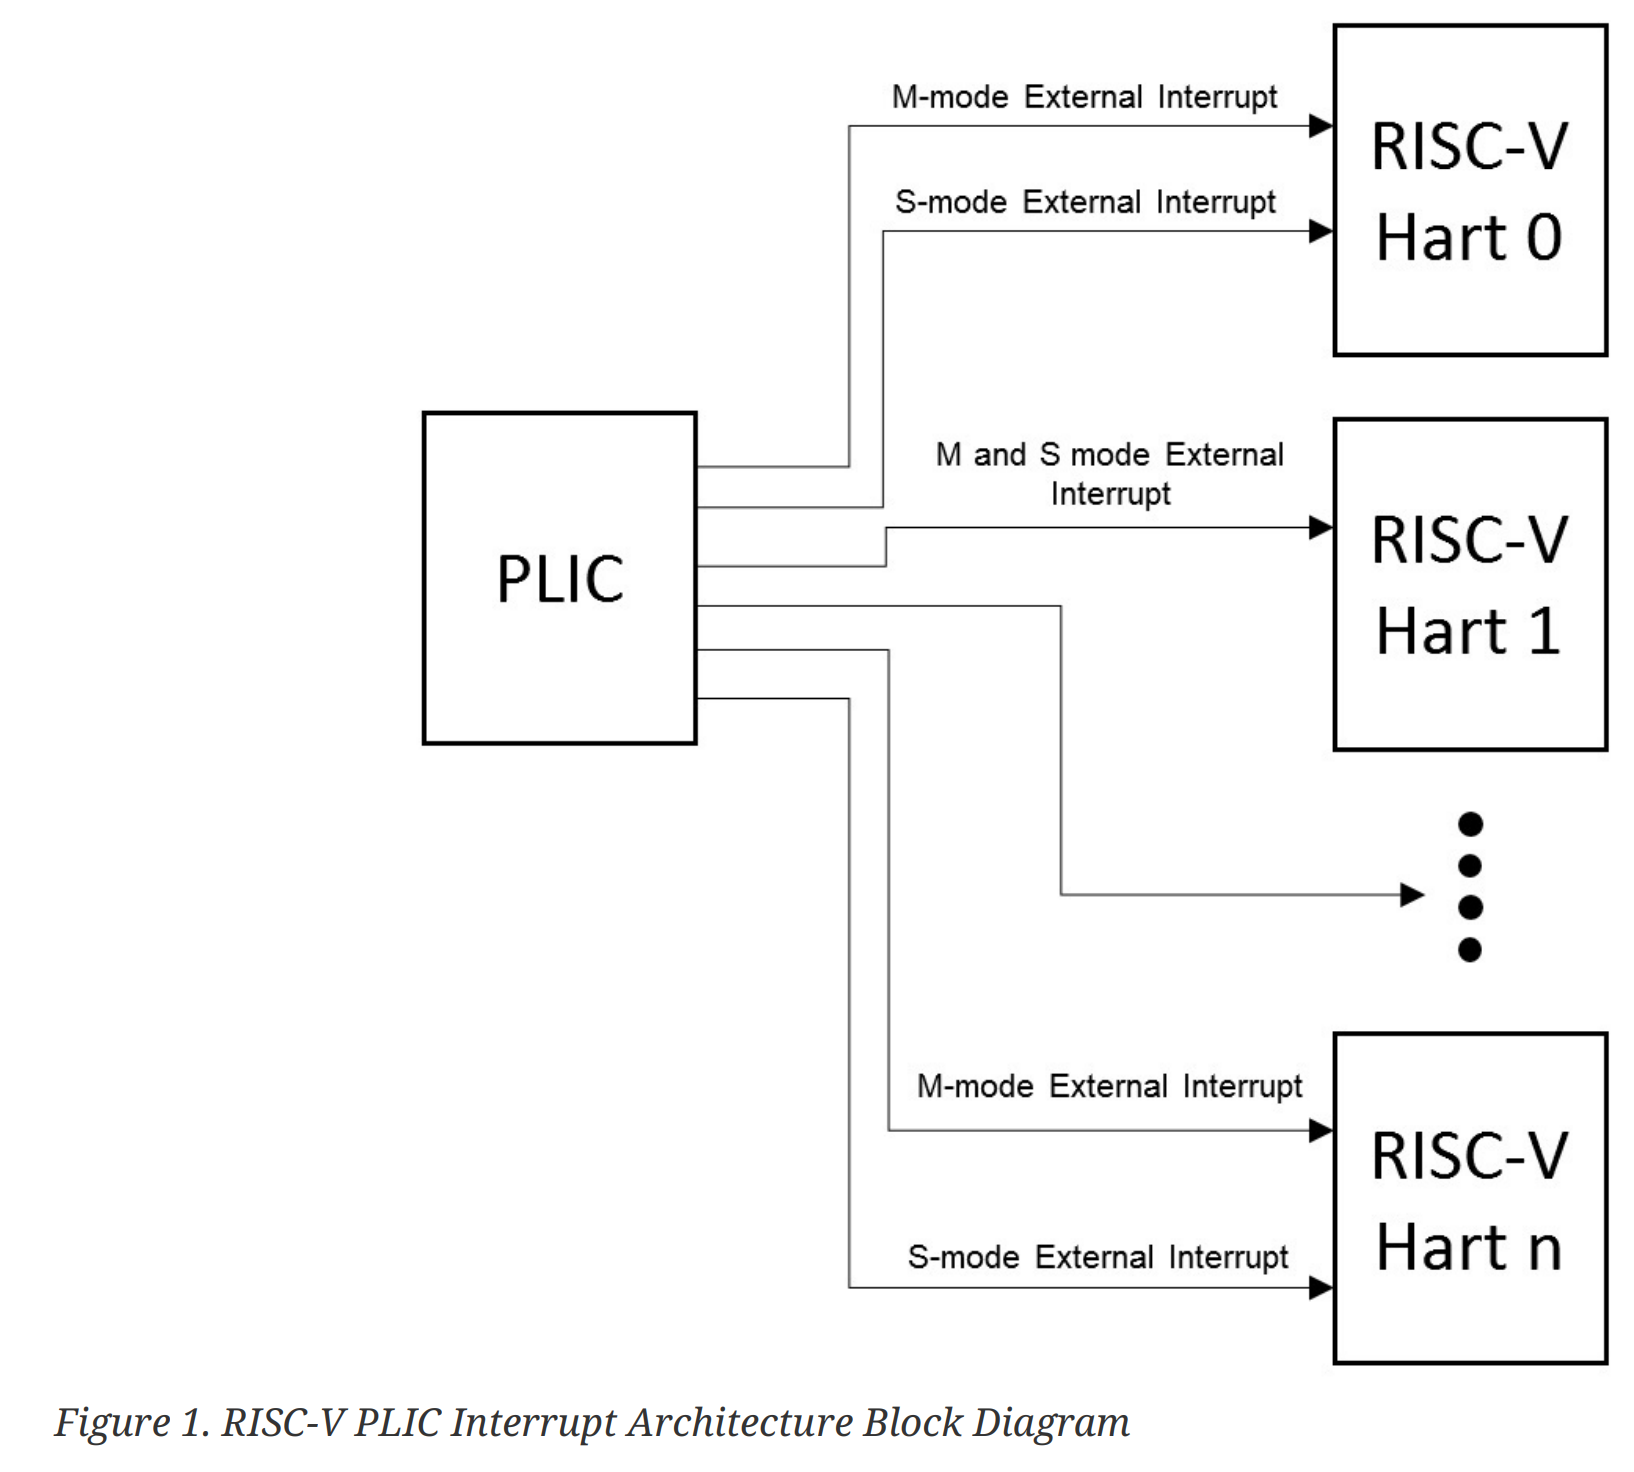 M-mode External Interrupt
S-mode External Interrupt
RISC-V
Hart 0
PLIC
M and S mode External
Interrupt
RISC-V
Hart 1
M-mode External Interrupt
S-mode External Interrupt
RISC-V
Hart n
Figure 1. RISC-V PLIC Interrupt Architecture Block Diagram